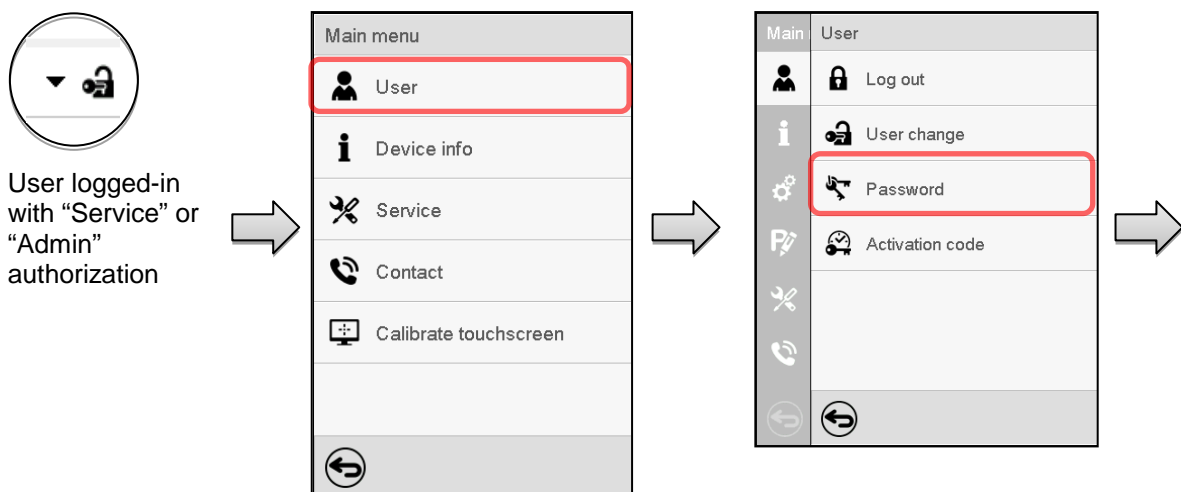 User logged-in
with “Service” or
“Admin”
authorization
Main menu
User
Device info
Service
Contact
Calibrate touchscreen
Main
User
Log out
User change
Password
Activation code